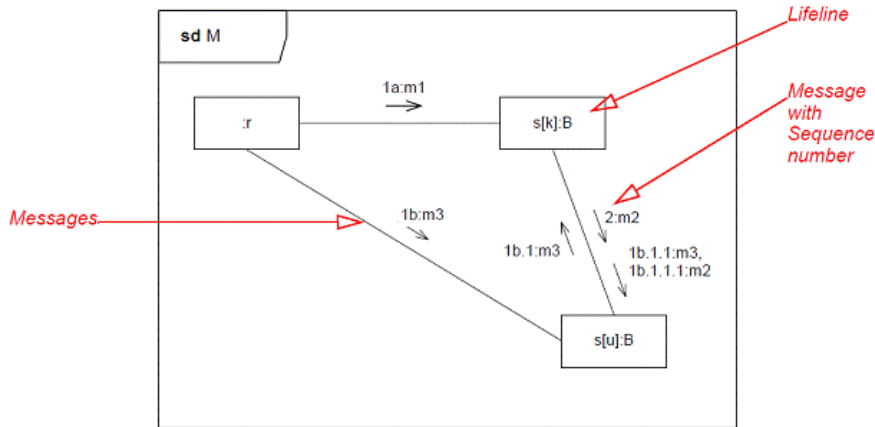 sd M
Lifeline
1a:m1
Message
with
Sequence
number
:r
s[k]:B
Messages
1b:m3
2:m2
1b.1:m3
1b.1.1:m3,
1b.1.1.1:m2
s[u]:B